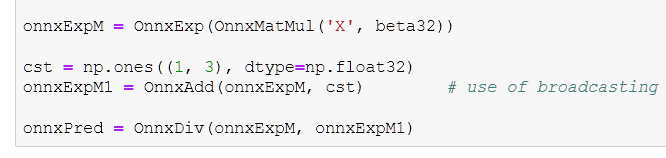 onnxExpM = OnnxExp(OnnxMatMul('X', beta32))
cst = np.ones((1, 3), dtype=np.float32)
onnxExpM1 = OnnxAdd(onnxExpM, cst) # use of broadcasting
onnxPred = OnnxDiv(onnxExpM, onnxExpM1)